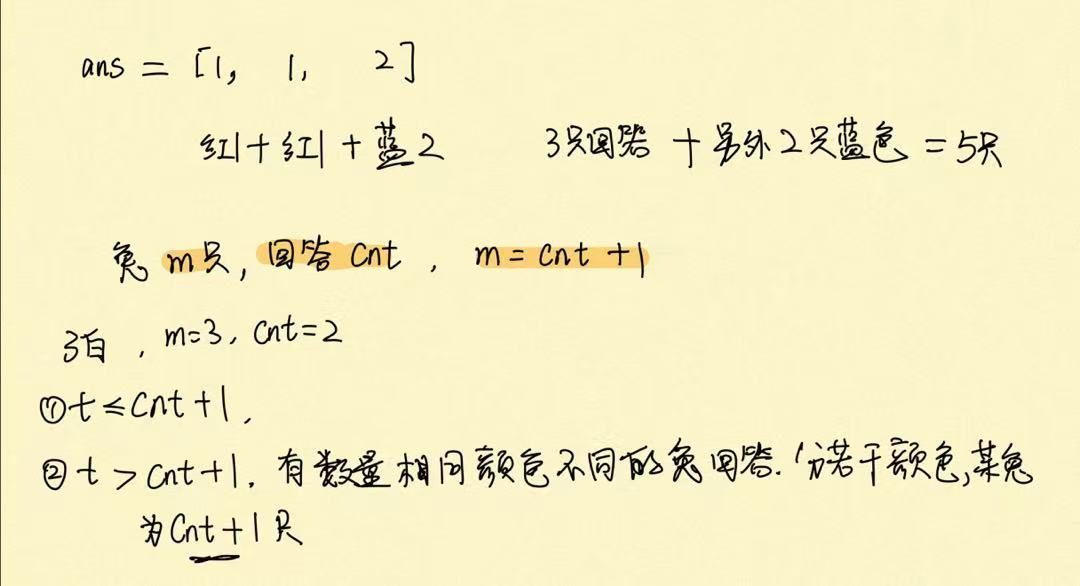 ans = [1, 1, 2]
红1+红1+蓝2 3只回答 + 另外2只蓝色 = 5只
兔 m只, 回答 cnt , m = cnt +1
3白 , m=3, cnt=2
①t ≤ cnt +1,
②t > cnt+1. 有数量相同颜色不同的兔回答. 分若干颜色,某兔
为cnt+1只